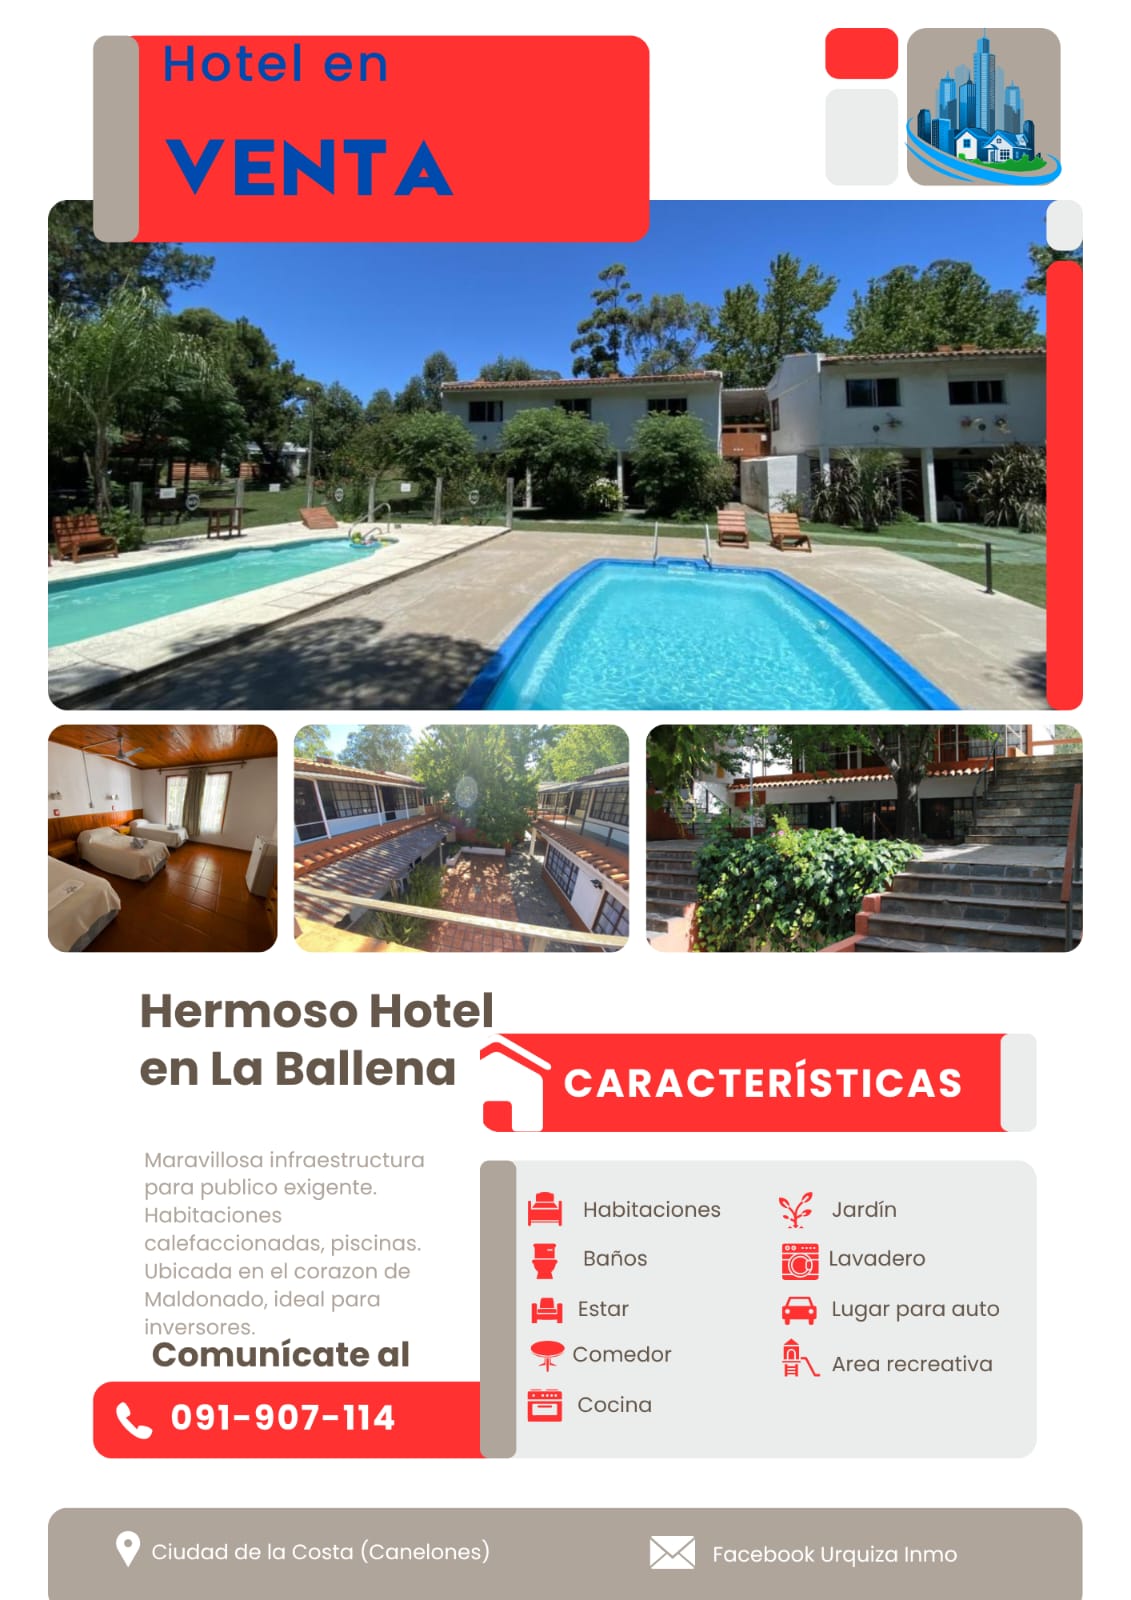 Hotel en
VENTA
Hermoso Hotel
en La Ballena
Maravillosa infraestructura
para publico exigente.
Habitaciones
calefaccionadas, piscinas.
Ubicada en el corazon de
Maldonado, ideal para
inversores.
Comunícate al
091-907-114
CARACTERÍSTICAS
Habitaciones
Baños
Estar
Comedor
Cocina
Jardín
Lavadero
Lugar para auto
Area recreativa
Ciudad de la Costa (Canelones)
Facebook Urquiza Inmo